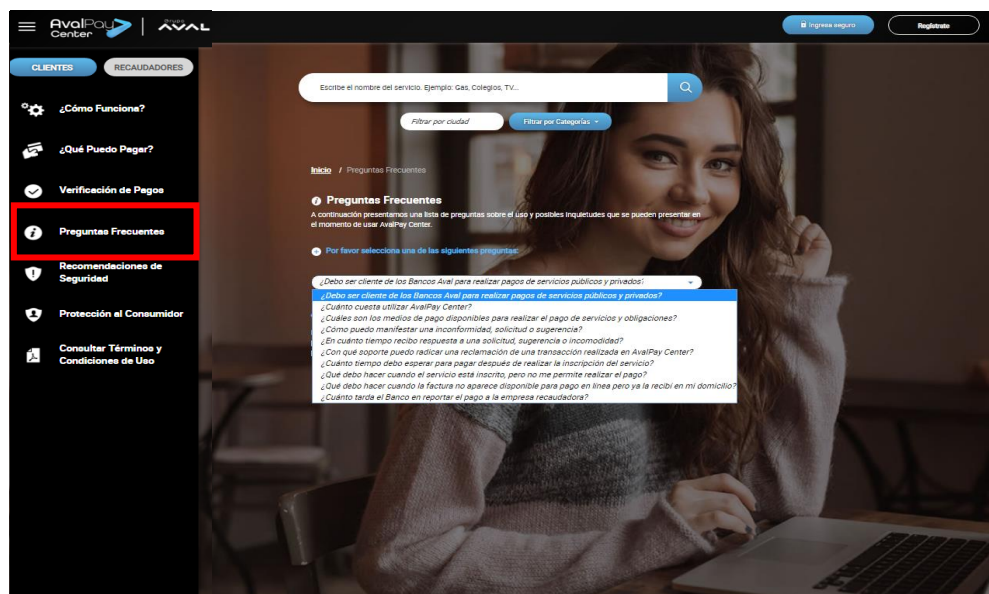 AvalPay
Center
Grupo
AVAL
Ingreso seguro
Regístrate
CLIENTES
RECAUDADORES
¿Cómo Funciona?
¿Qué Puedo Pagar?
Verificación de Pagos
Preguntas Frecuentes
Recomendaciones de
Seguridad
Protección al Consumidor
Consultar Términos y
Condiciones de Uso
Escribe el nombre del servicio. Ejemplo: Gas, Colegios, TV...
Filtrar por ciudad
Filtrar por Categorías
Inicio / Preguntas Frecuentes
Preguntas Frecuentes
A continuación presentamos una lista de preguntas sobre el uso y posibles inquietudes que se pueden presentar en
el momento de usar AvalPay Center.
Por favor selecciona una de las siguientes preguntas:
¿Debo ser cliente de los Bancos Aval para realizar pagos de servicios públicos y privados?
¿Debo ser cliente de los Bancos Aval para realizar pagos de servicios públicos y privados?
¿Cuánto cuesta utilizar AvalPay Center?
¿Cuáles son los medios de pago disponibles para realizar el pago de servicios y obligaciones?
¿Cómo puedo manifestar una inconformidad, solicitud o sugerencia?
¿En cuánto tiempo recibo respuesta a una solicitud, sugerencia o incomodidad?
¿Con qué soporte puedo radicar una reclamación de una transacción realizada en AvalPay Center?
¿Cuánto tiempo debo esperar para pagar después de realizar la inscripción del servicio?
¿Qué debo hacer cuando el servicio está inscrito, pero no me permite realizar el pago?
¿Qué debo hacer cuando la factura no aparece disponible para pago en línea pero ya la recibí en mi domicilio?
¿Cuánto tarda el Banco en reportar el pago a la empresa recaudadora?